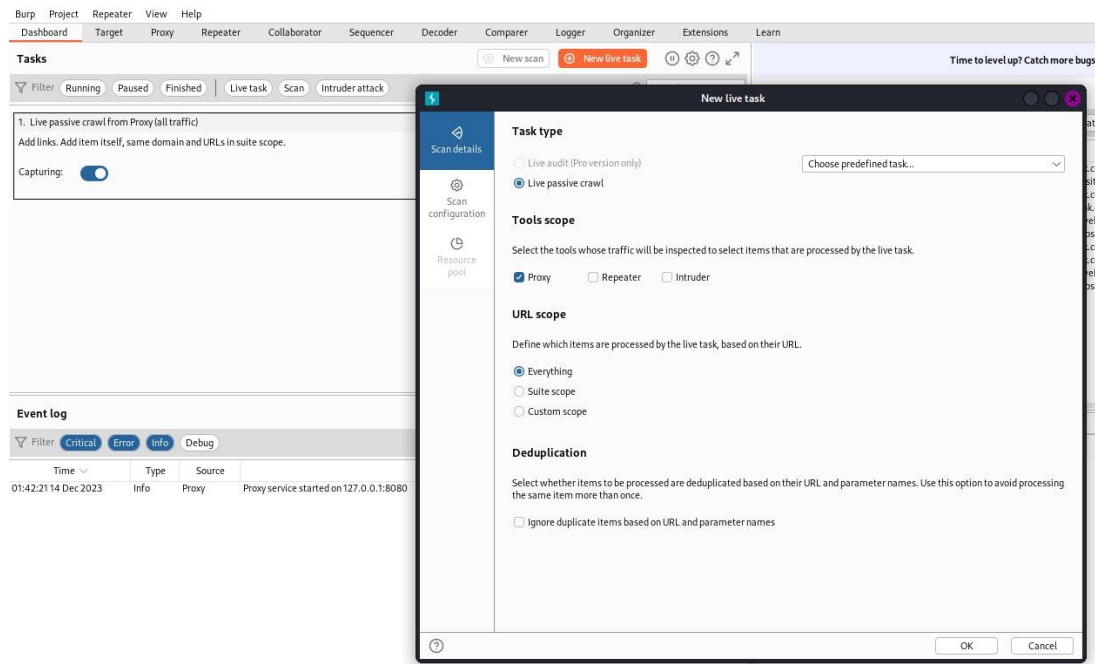 Burp Project Repeater View Help
Dashboard Target Proxy Repeater Collaborator Sequencer Decoder Comparer Logger Organizer Extensions Learn
Tasks
New scan New live task
Time to level up? Catch more bugs
Filter Running Paused Finished Live task Scan Intruder attack
1. Live passive crawl from Proxy (all traffic)
Add links. Add item itself, same domain and URLs in suite scope.
Capturing:
Event log
Filter Critical Error Info Debug
Time Type Source
01:42:21 14 Dec 2023 Info Proxy Proxy service started on 127.0.0.1:8080
New live task
Scan details
Scan configuration
Resource pool
Task type
Live audit (Pro version only) Choose predefined task...
Live passive crawl
Tools scope
Select the tools whose traffic will be inspected to select items that are processed by the live task.
Proxy Repeater Intruder
URL scope
Define which items are processed by the live task, based on their URL.
Everything
Suite scope
Custom scope
Deduplication
Select whether items to be processed are deduplicated based on their URL and parameter names. Use this option to avoid processing
the same item more than once.
Ignore duplicate items based on URL and parameter names
OK Cancel